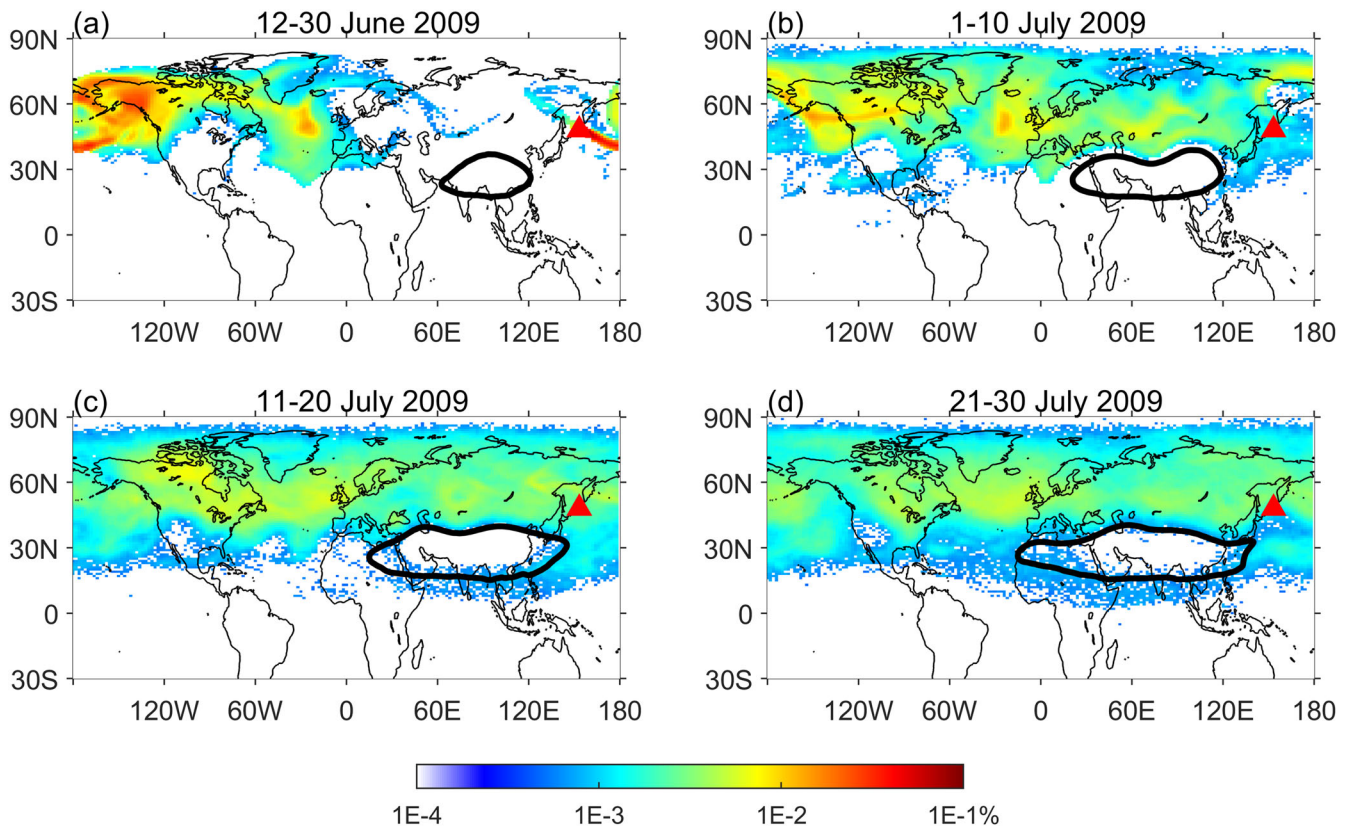 (a) 12-30 June 2009
90N
60N
30N
0
30S
120W 60W 0 60E 120E 180
(b) 1-10 July 2009
90N
60N
30N
0
30S
120W 60W 0 60E 120E 180
(c) 11-20 July 2009
90N
60N
30N
0
30S
120W 60W 0 60E 120E 180
(d) 21-30 July 2009
90N
60N
30N
0
30S
120W 60W 0 60E 120E 180
1E-4 1E-3 1E-2 1E-1%